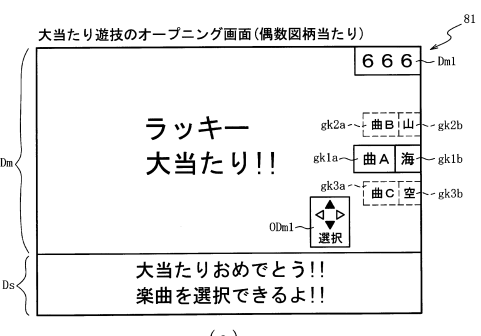 大当たり遊技のオープニング画面(偶数図柄当たり)
81
666
Dm1
gk2a
曲B
山
gk2b
ラッキー
大当たり!!
gk1a
曲A
海
gk1b
Dm
gk3a
曲C
空
gk3b
ODm1
選択
Ds
大当たりおめでとう!!
楽曲を選択できるよ!!